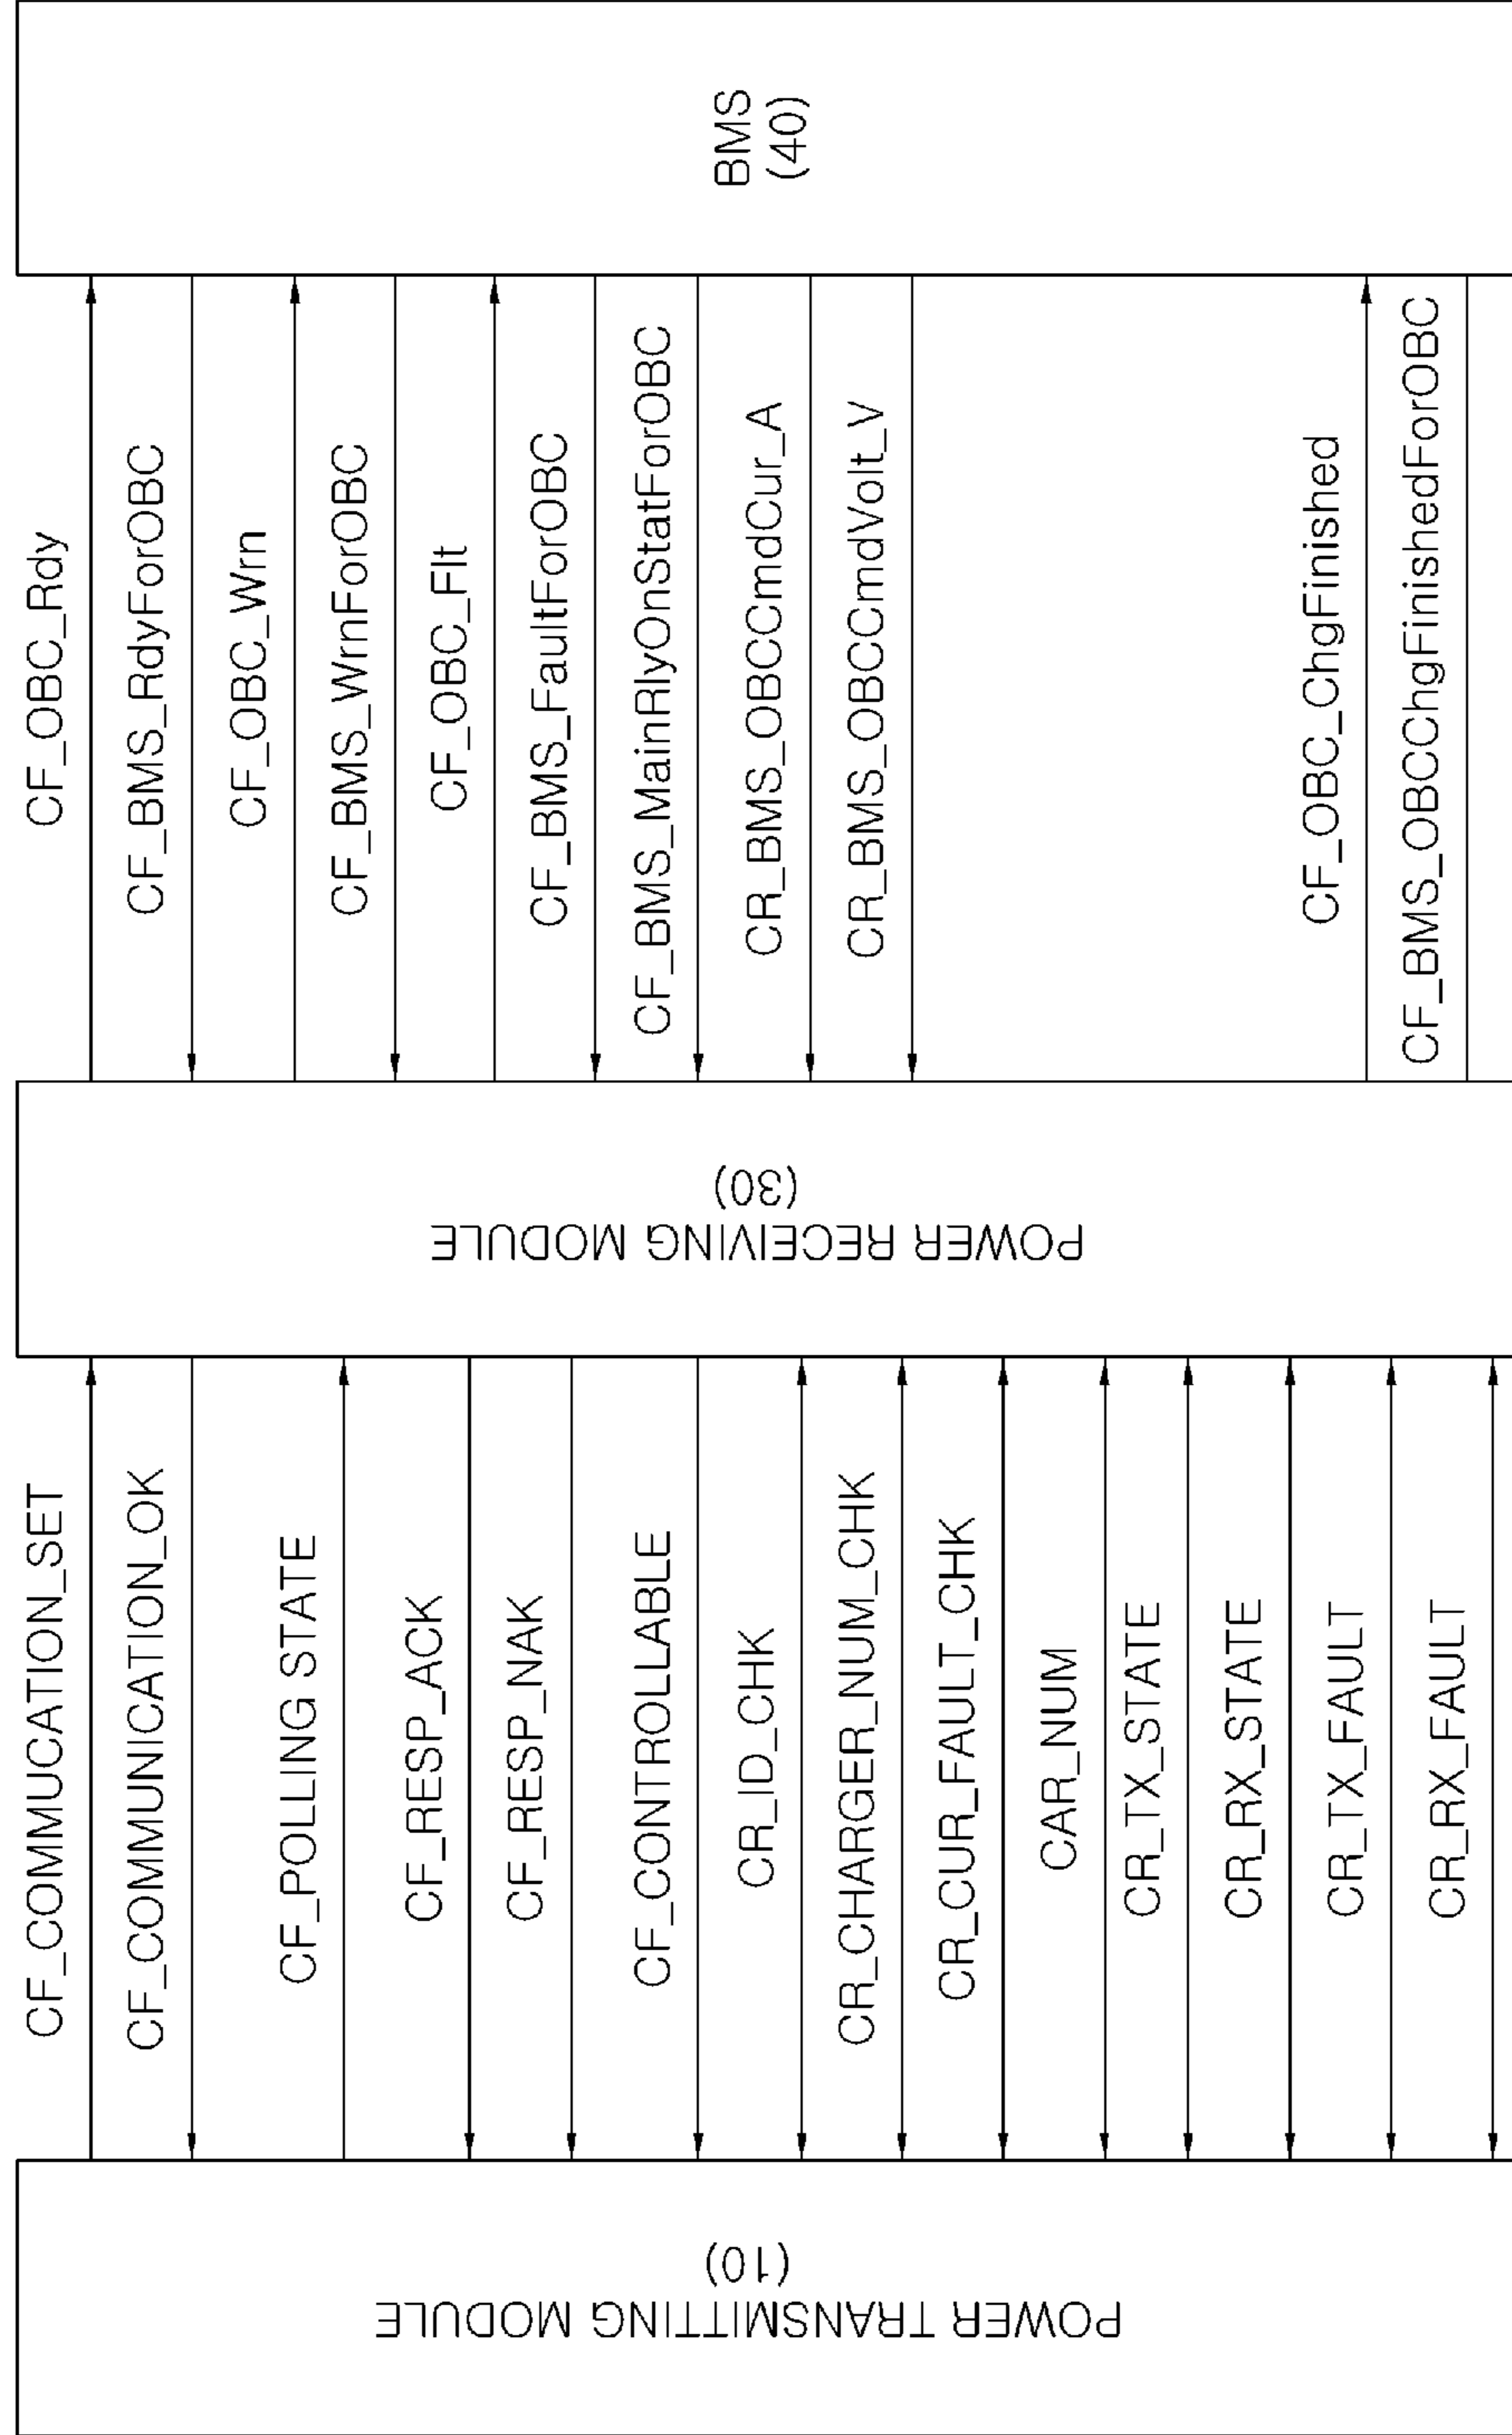 POWER TRANSMITTING MODULE
(10)
CF_COMMUCATION_SET
CF_COMMUNICATION_OK
CF_POLLING STATE
CF_RESP_ACK
CF_RESP_NAK
CF_CONTROLLABLE
CR_ID_CHK
CR_CHARGER_NUM_CHK
CR_CUR_FAULT_CHK
CAR_NUM
CR_TX_STATE
CR_RX_STATE
CR_TX_FAULT
CR_RX_FAULT
POWER RECEIVING MODULE
(30)
CF_OBC_Rdy
CF_BMS_RdyForOBC
CF_OBC_Wrn
CF_BMS_WrnForOBC
CF_OBC_Flt
CF_BMS_FaultForOBC
CF_BMS_MainRlyOnStatForOBC
CR_BMS_OBCCmdCur_A
CR_BMS_OBCCmdVolt_V
CF_OBC_ChgFinished
CF_BMS_OBCChgFinishedForOBC
BMS
(40)